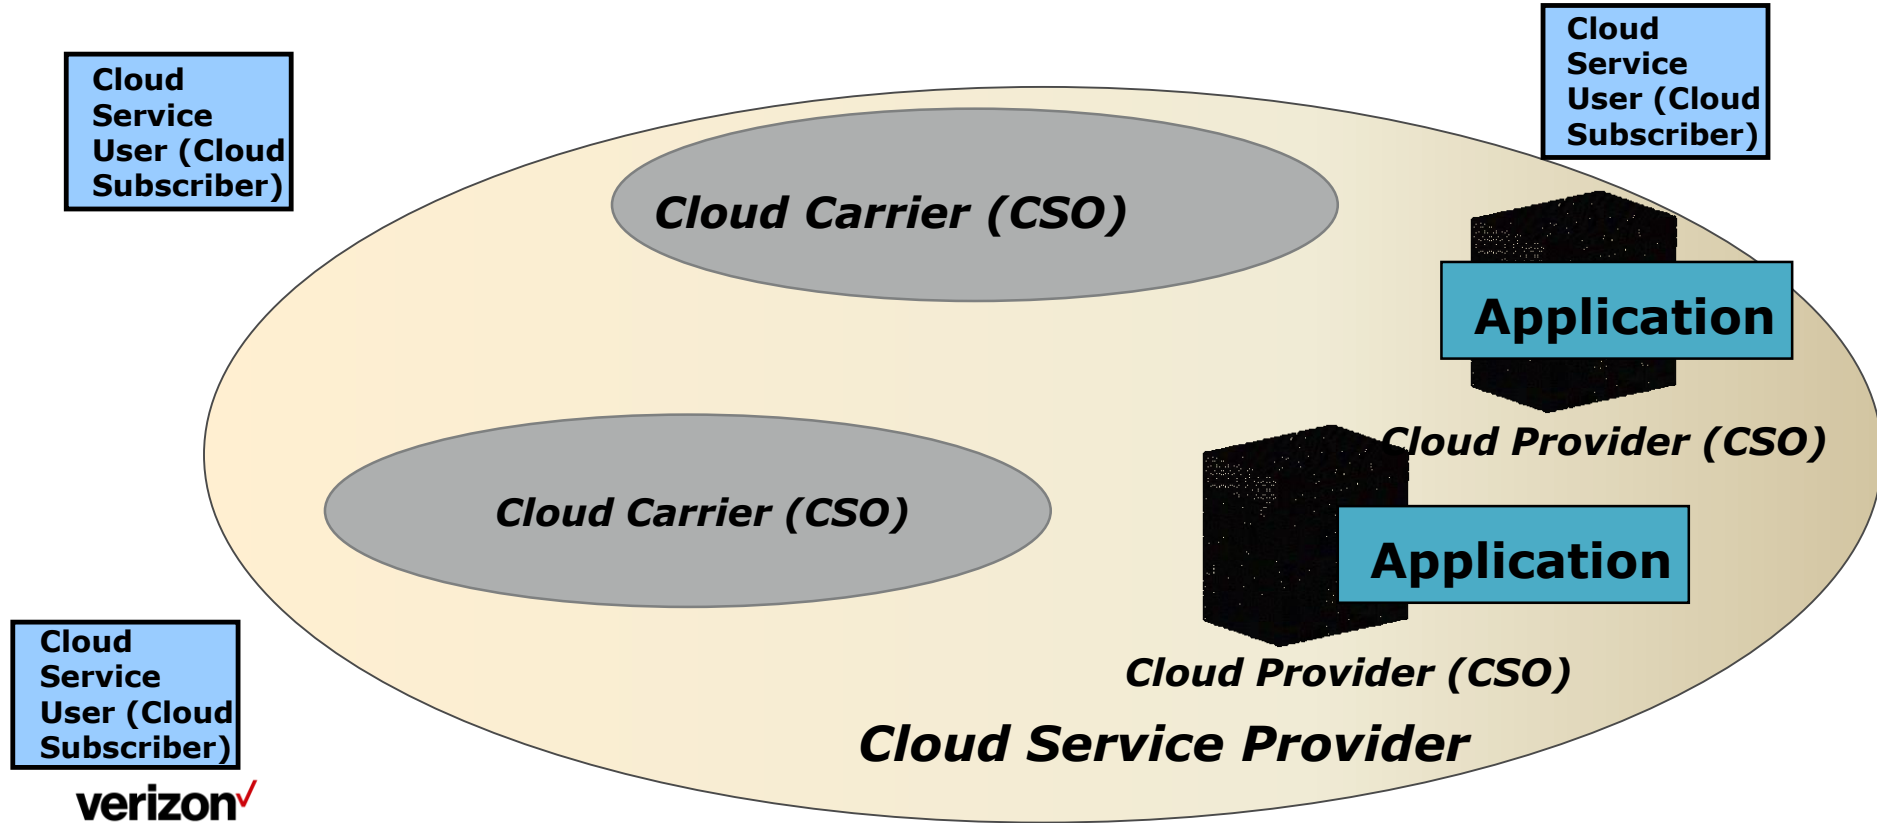 Cloud
Service
User (Cloud
Subscriber)
Cloud
Service
User (Cloud
Subscriber)
Cloud Carrier (CSO)
Application
Cloud Provider (CSO)
Cloud Carrier (CSO)
Application
Cloud Provider (CSO)
Cloud Service Provider
Cloud
Service
User (Cloud
Subscriber)
verizon✓